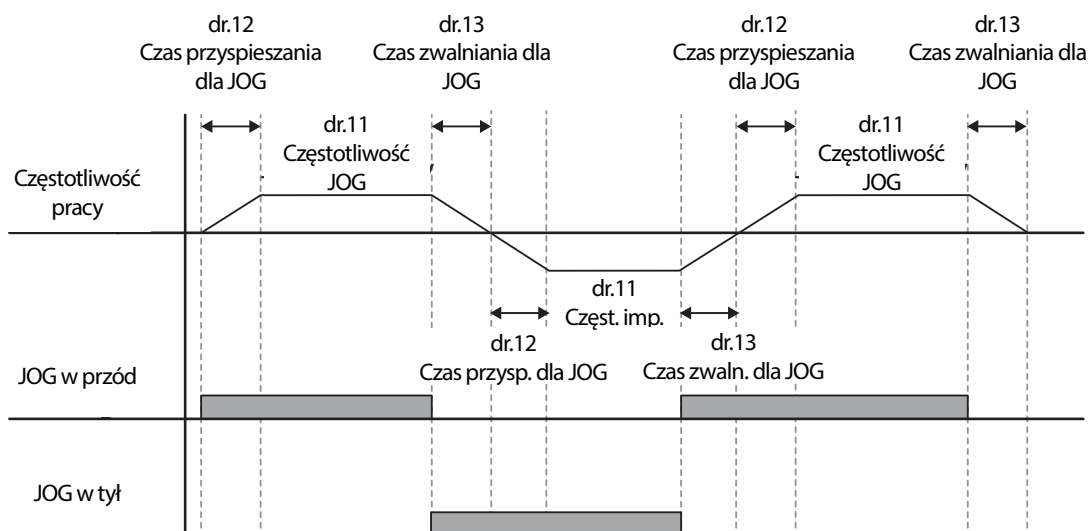 dr.12
Czas przyspieszania
dla JOG
dr.13
Czas zwalniania dla
JOG
dr.12
Czas przyspieszania
dla JOG
dr.13
Czas zwalniania dla
JOG
dr.11
Częstotliwość
JOG
dr.11
Częstotliwość
JOG
Częstotliwość
pracy
dr.11
Częst. imp.
dr.12
Czas przysp. dla JOG
dr.13
Czas zwaln. dla JOG
JOG w przód
JOG w tył